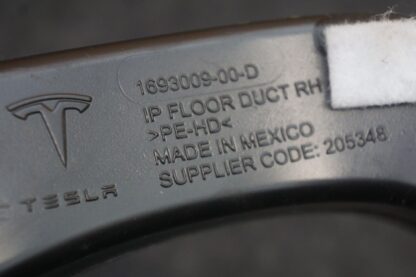 1693009-00-D
IP FLOOR DUCT RH
>PE-HD<
MADE IN MEXICO
SUPPLIER CODE: 205348
TESLA